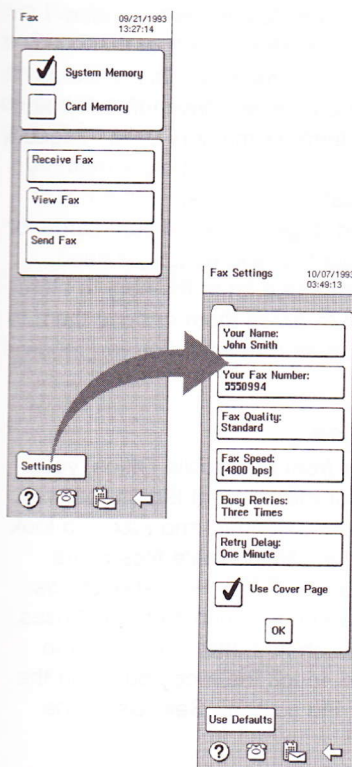 Fax 09/21/1993
13:27:14
System Memory
Card Memory
Receive Fax
View Fax
Send Fax
Settings
?
Fax Settings 10/07/1993
03:49:13
Your Name:
John Smith
Your Fax Number:
5550994
Fax Quality:
Standard
Fax Speed:
[4800 bps]
Busy Retries:
Three Times
Retry Delay:
One Minute
Use Cover Page
OK
Use Defaults
?